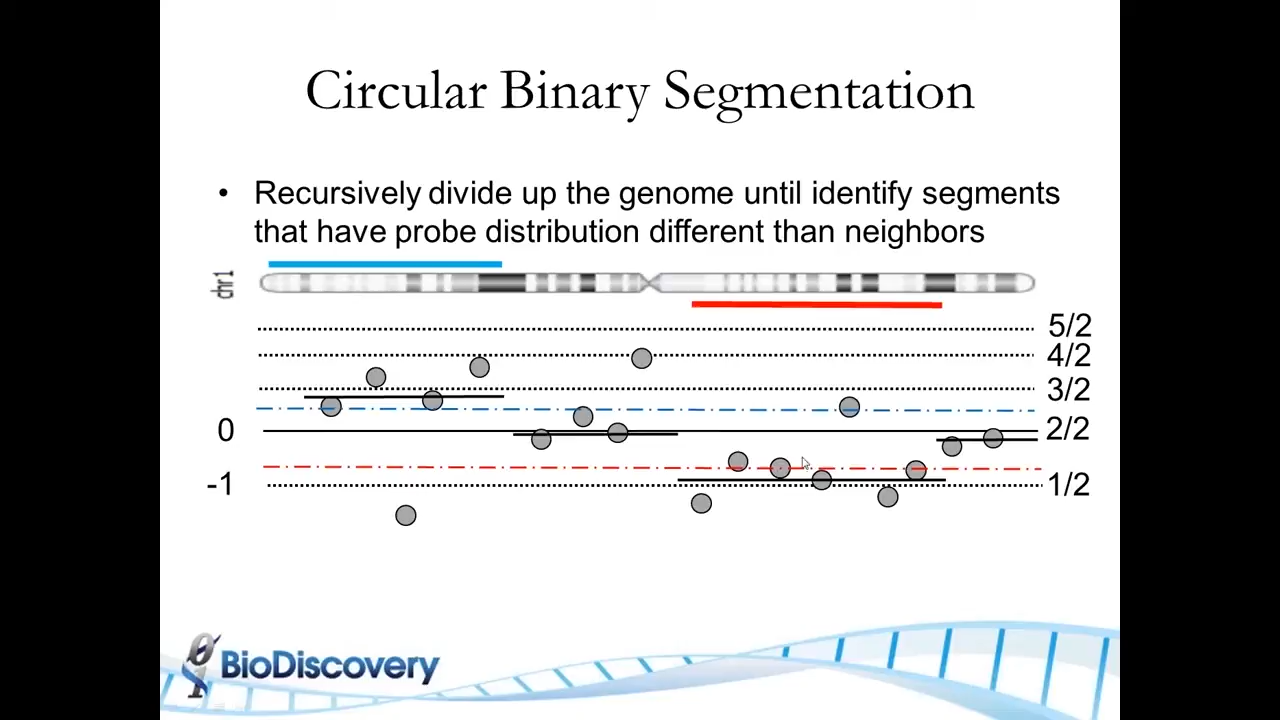 Circular Binary Segmentation
• Recursively divide up the genome until identify segments
that have probe distribution different than neighbors
chr1
5/2
4/2
3/2
0 2/2
-1 1/2
BioDiscovery